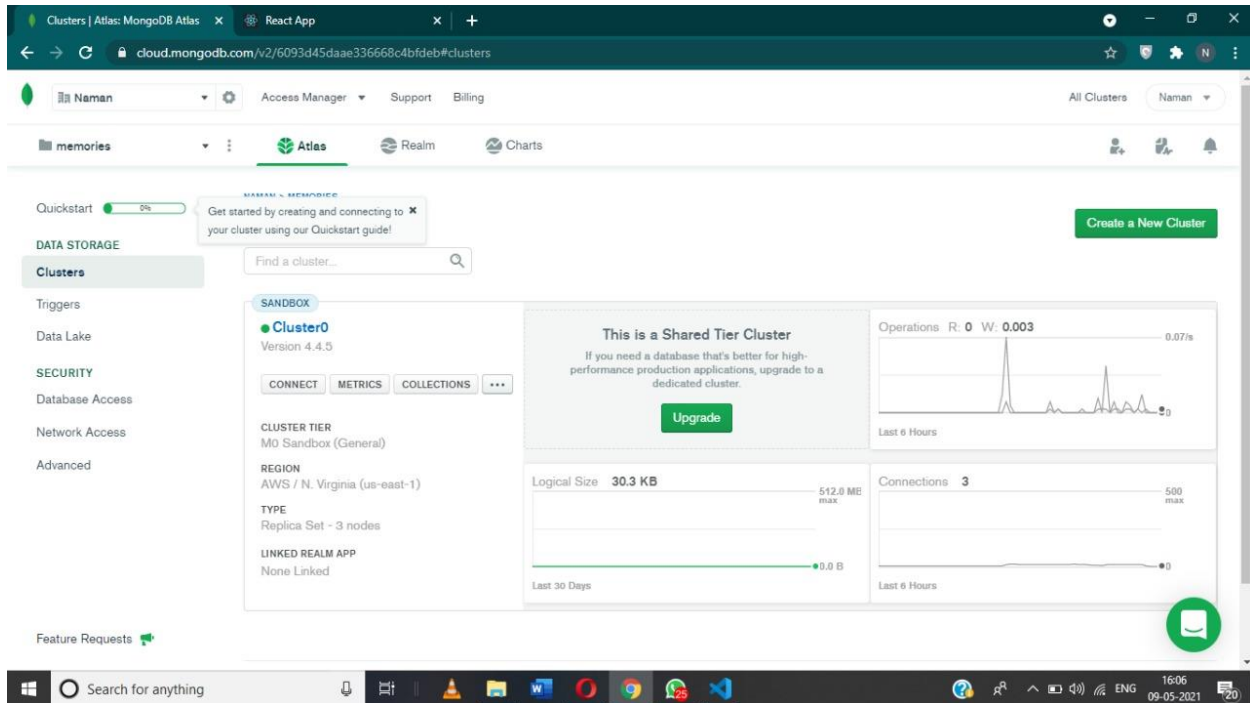 Clusters | Atlas: MongoDB Atlas
React App
cloud.mongodb.com/v2/6093d45daae336668c4bfdeb#clusters
N
Naman
Access Manager
Support
Billing
All Clusters
Naman
memories
Atlas
Realm
Charts
Quickstart
0%
NAMAN > MEMORIES
Get started by creating and connecting to
your cluster using our Quickstart guide!
Create a New Cluster
DATA STORAGE
Clusters
Triggers
Data Lake
SECURITY
Database Access
Network Access
Advanced
Feature Requests
Find a cluster...
SANDBOX
Cluster0
Version 4.4.5
CONNECT
METRICS
COLLECTIONS
...
CLUSTER TIER
M0 Sandbox (General)
REGION
AWS / N. Virginia (us-east-1)
TYPE
Replica Set - 3 nodes
LINKED REALM APP
None Linked
This is a Shared Tier Cluster
If you need a database that's better for high-
performance production applications, upgrade to a
dedicated cluster.
Upgrade
Operations R: 0 W: 0.003
0.07/s
0
Last 6 Hours
Logical Size 30.3 KB
512.0 MB
max
0.0 B
Last 30 Days
Connections 3
500
max
0
Last 6 Hours
Search for anything
25
ENG
16:06
09-05-2021
20